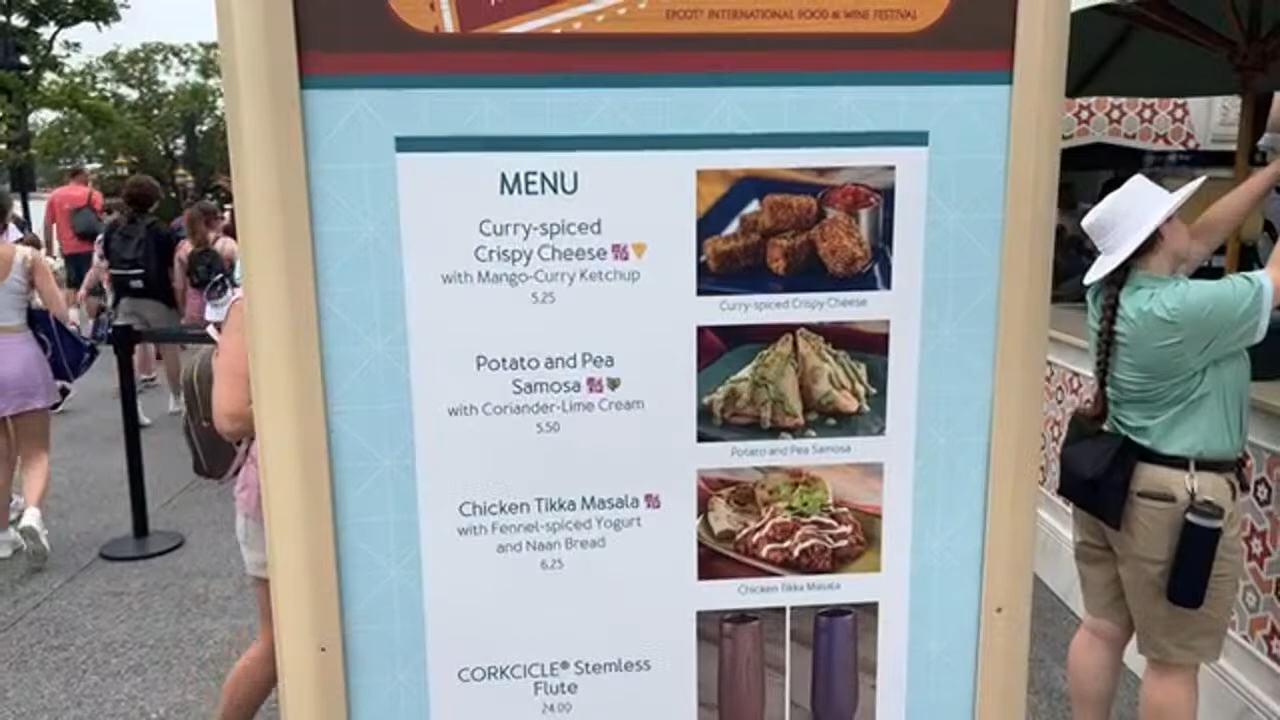 EPCOT® INTERNATIONAL FOOD & WINE FESTIVAL
MENU
Curry-spiced
Crispy Cheese
with Mango-Curry Ketchup
5.25
Curry-spiced Crispy Cheese
Potato and Pea
Samosa
with Coriander-Lime Cream
5.50
Potato and Pea Samosa
Chicken Tikka Masala
with Fennel-spiced Yogurt
and Naan Bread
6.25
Chicken Tikka Masala
CORKCICLE® Stemless
Flute
24.00